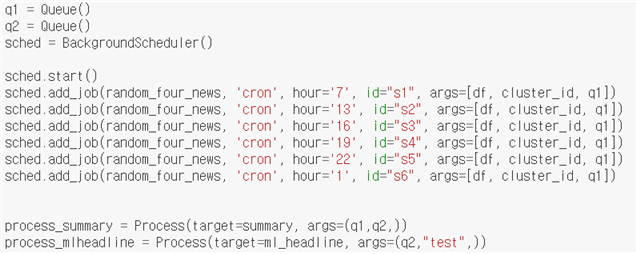 q1 = Queue()
q2 = Queue()
sched = BackgroundScheduler()

sched.start()
sched.add_job(random_four_news, 'cron', hour='7', id="s1", args=[df, cluster_id, q1])
sched.add_job(random_four_news, 'cron', hour='13', id="s2", args=[df, cluster_id, q1])
sched.add_job(random_four_news, 'cron', hour='16', id="s3", args=[df, cluster_id, q1])
sched.add_job(random_four_news, 'cron', hour='19', id="s4", args=[df, cluster_id, q1])
sched.add_job(random_four_news, 'cron', hour='22', id="s5", args=[df, cluster_id, q1])
sched.add_job(random_four_news, 'cron', hour='1', id="s6", args=[df, cluster_id, q1])

process_summary = Process(target=summary, args=(q1,q2,))
process_mlheadline = Process(target=ml_headline, args=(q2,"test",))